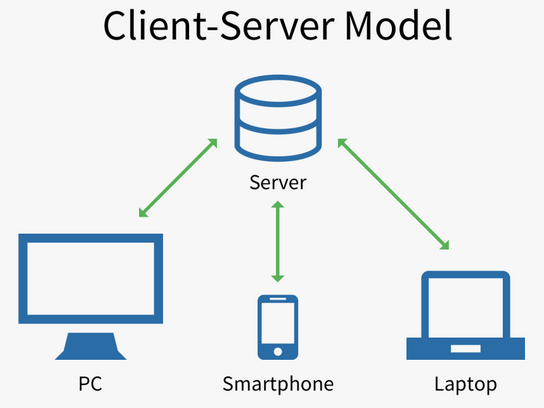 Client-Server Model
Server
PC
Smartphone
Laptop